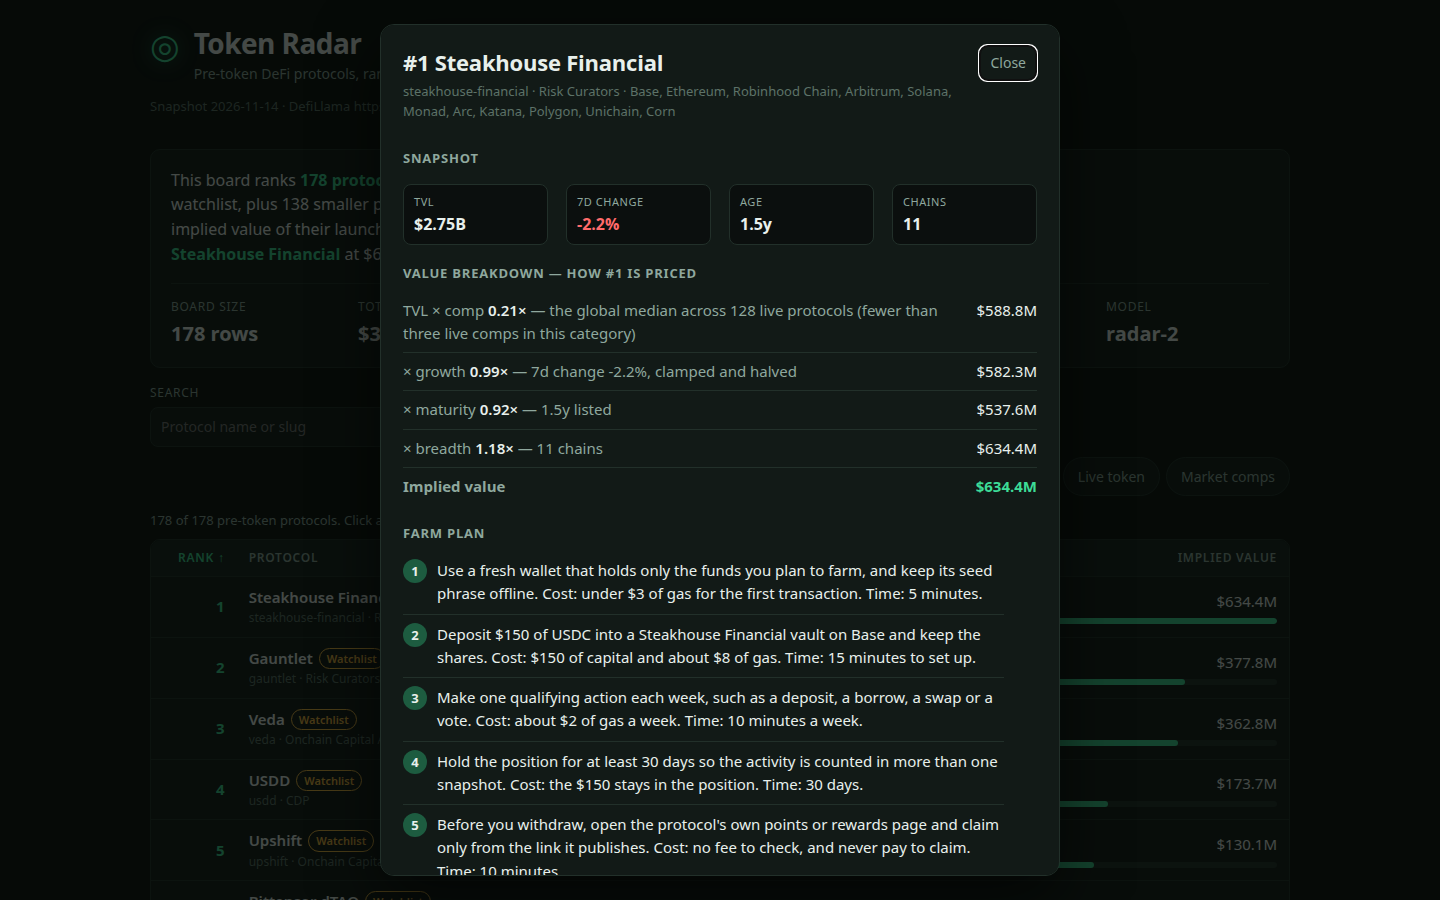 Token Radar
Pre-token DeFi protocols, ran
Snapshot 2026-11-14 · DefiLlama http
This board ranks 178 protoc
watchlist, plus 138 smaller p
implied value of their launch
Steakhouse Financial at $6
BOARD SIZE
178 rows
TOT
$3
MODEL
radar-2
SEARCH
Protocol name or slug
Live token
Market comps
178 of 178 pre-token protocols. Click a
RANK ↑
PROTOCOL
IMPLIED VALUE
1
Steakhouse Finan
steakhouse-financial · R
$634.4M
2
Gauntlet
Watchlist
gauntlet · Risk Curators
$377.8M
3
Veda
Watchlist
veda · Onchain Capital A
$362.8M
4
USDD
Watchlist
usdd · CDP
$173.7M
5
Upshift
Watchlist
upshift · Onchain Capita
$130.1M
Bittensor dTAO
Watchlist
#1 Steakhouse Financial
Close
steakhouse-financial · Risk Curators · Base, Ethereum, Robinhood Chain, Arbitrum, Solana,
Monad, Arc, Katana, Polygon, Unichain, Corn
SNAPSHOT
TVL
$2.75B
7D CHANGE
-2.2%
AGE
1.5y
CHAINS
11
VALUE BREAKDOWN — HOW #1 IS PRICED
TVL × comp 0.21× — the global median across 128 live protocols (fewer than
three live comps in this category)
$588.8M
× growth 0.99× — 7d change -2.2%, clamped and halved
$582.3M
× maturity 0.92× — 1.5y listed
$537.6M
× breadth 1.18× — 11 chains
$634.4M
Implied value
$634.4M
FARM PLAN
1
Use a fresh wallet that holds only the funds you plan to farm, and keep its seed
phrase offline. Cost: under $3 of gas for the first transaction. Time: 5 minutes.
2
Deposit $150 of USDC into a Steakhouse Financial vault on Base and keep the
shares. Cost: $150 of capital and about $8 of gas. Time: 15 minutes to set up.
3
Make one qualifying action each week, such as a deposit, a borrow, a swap or a
vote. Cost: about $2 of gas a week. Time: 10 minutes a week.
4
Hold the position for at least 30 days so the activity is counted in more than one
snapshot. Cost: the $150 stays in the position. Time: 30 days.
5
Before you withdraw, open the protocol's own points or rewards page and claim
only from the link it publishes. Cost: no fee to check, and never pay to claim.
Time: 10 minutes.